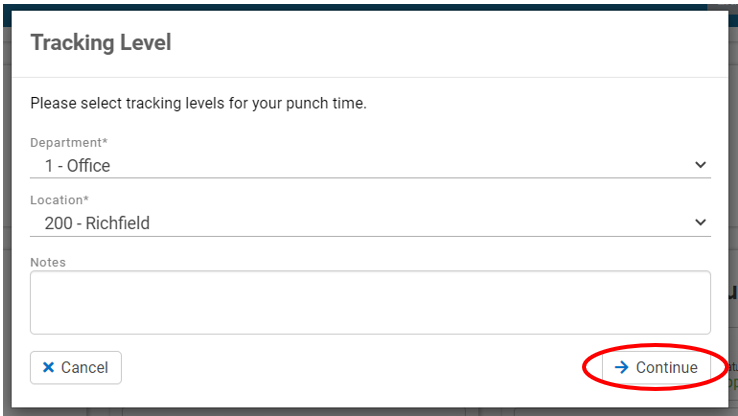 Tracking Level
Please select tracking levels for your punch time.
Department*
1 - Office
Location*
200 - Richfield
Notes
Cancel
Continue